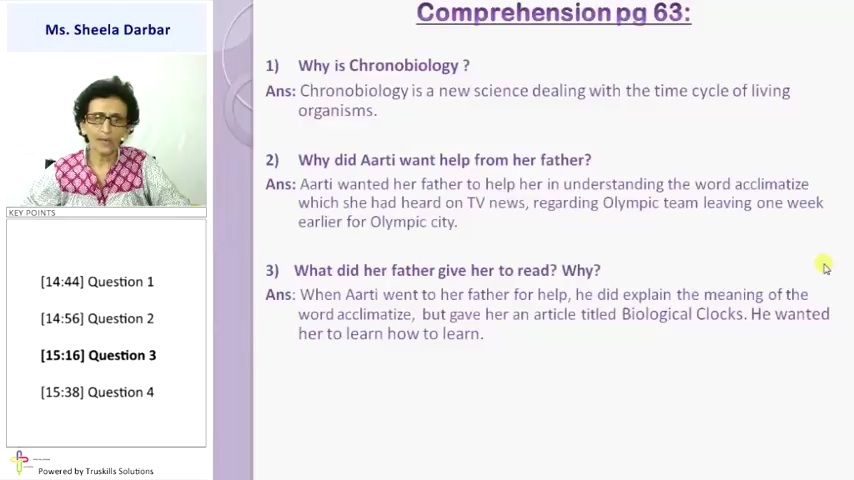 Ms. Sheela Darbar
KEY POINTS
[14:44] Question 1
[14:56] Question 2
[15:16] Question 3
[15:38] Question 4
Powered by Truskills Solutions
Comprehension pg 63:
1) Why is Chronobiology ?
Ans: Chronobiology is a new science dealing with the time cycle of living
organisms.
2) Why did Aarti want help from her father?
Ans: Aarti wanted her father to help her in understanding the word acclimatize
which she had heard on TV news, regarding Olympic team leaving one week
earlier for Olympic city.
3) What did her father give her to read? Why?
Ans: When Aarti went to her father for help, he did explain the meaning of the
word acclimatize, but gave her an article titled Biological Clocks. He wanted
her to learn how to learn.